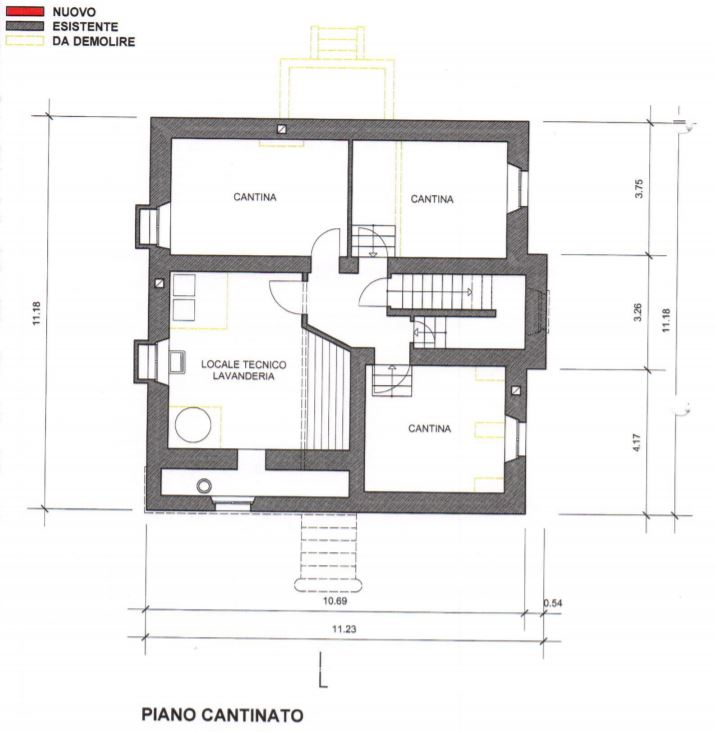 NUOVO
ESISTENTE
DA DEMOLIRE
CANTINA
CANTINA
3.75
11.18
3.26
11.18
LOCALE TECNICO
LAVANDERIA
CANTINA
4.17
10.69
0.54
11.23
PIANO CANTINATO